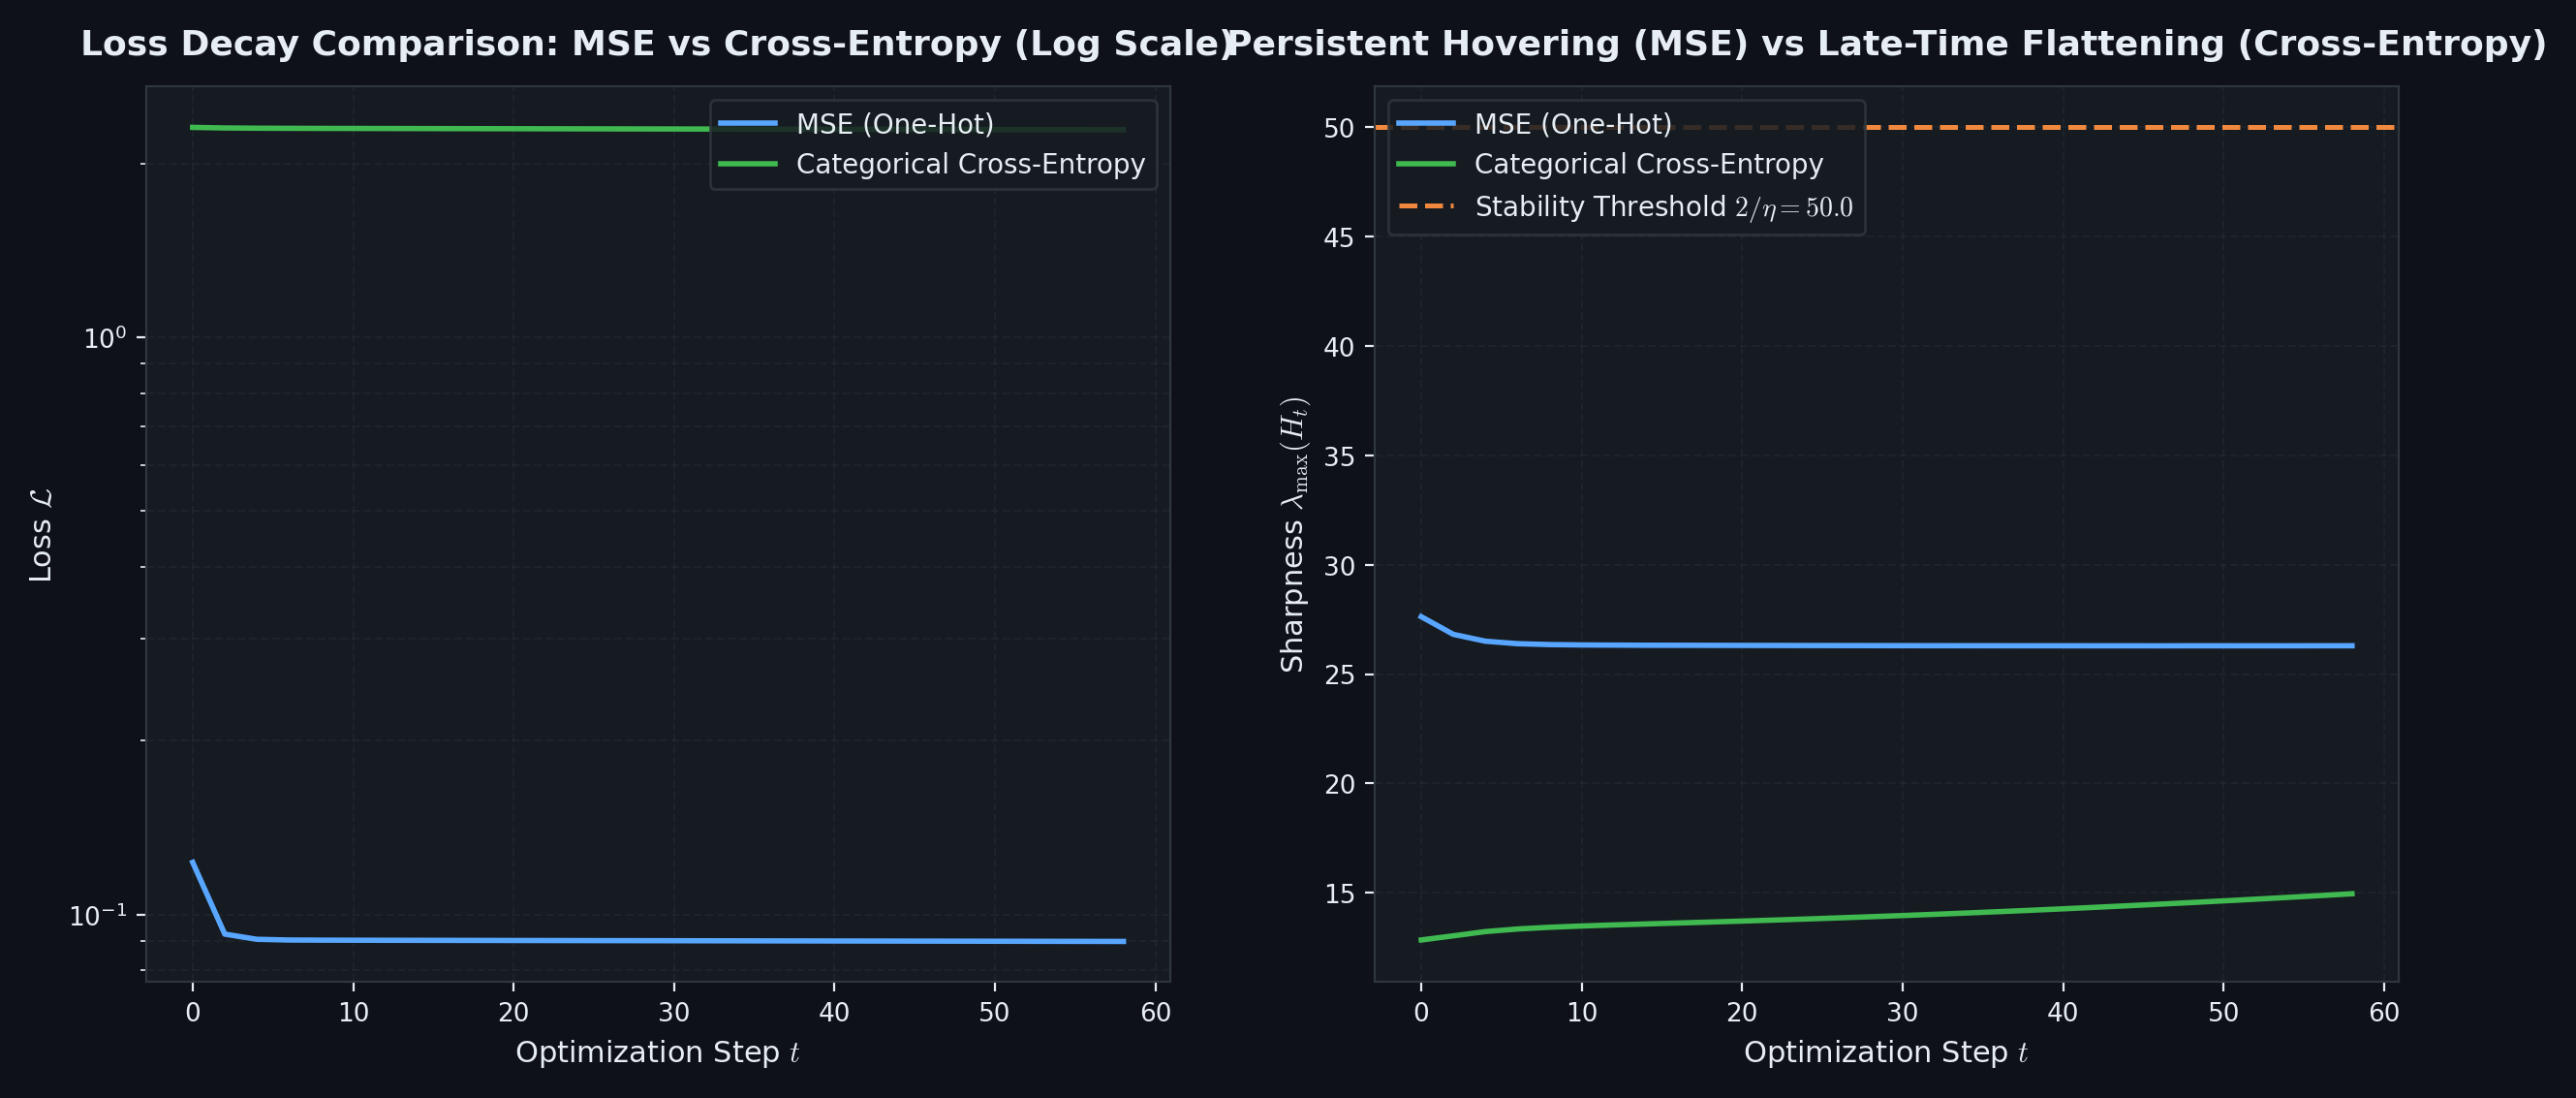 Loss Decay Comparison: MSE vs Cross-Entropy (Log Scale)
Loss $\mathcal{L}$
10⁰
10⁻¹
MSE (One-Hot)
Categorical Cross-Entropy
0 10 20 30 40 50 60
Optimization Step t
Persistent Hovering (MSE) vs Late-Time Flattening (Cross-Entropy)
Sharpness λ_max(H_t)
50
45
40
35
30
25
20
15
MSE (One-Hot)
Categorical Cross-Entropy
Stability Threshold 2/η = 50.0
0 10 20 30 40 50 60
Optimization Step t